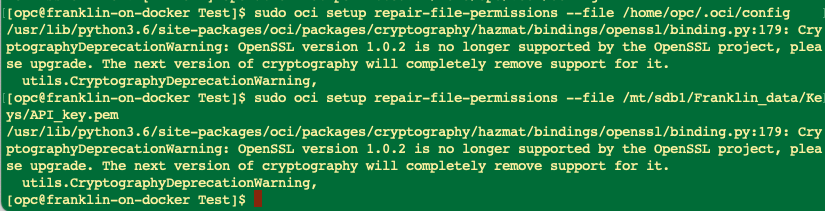 [opc@franklin-on-docker Test]$ sudo oci setup repair-file-permissions --file /home/opc/.oci/config
/usr/lib/python3.6/site-packages/oci/packages/cryptography/hazmat/bindings/openssl/binding.py:179: Cry
ptographyDeprecationWarning: OpenSSL version 1.0.2 is no longer supported by the OpenSSL project, plea
se upgrade. The next version of cryptography will completely remove support for it.
  utils.CryptographyDeprecationWarning,
[opc@franklin-on-docker Test]$ sudo oci setup repair-file-permissions --file /mt/sdb1/Franklin_data/Ke
ys/API_key.pem
/usr/lib/python3.6/site-packages/oci/packages/cryptography/hazmat/bindings/openssl/binding.py:179: Cry
ptographyDeprecationWarning: OpenSSL version 1.0.2 is no longer supported by the OpenSSL project, plea
se upgrade. The next version of cryptography will completely remove support for it.
  utils.CryptographyDeprecationWarning,
[opc@franklin-on-docker Test]$